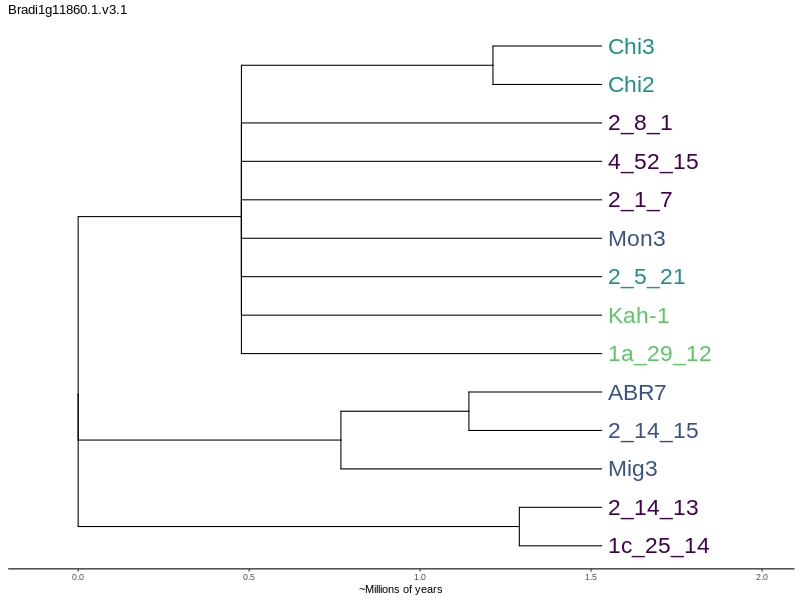 Bradi1g11860.1.v3.1
Chi3
Chi2
2_8_1
4_52_15
2_1_7
Mon3
2_5_21
Kah-1
1a_29_12
ABR7
2_14_15
Mig3
2_14_13
1c_25_14
0.0 0.5 1.0 1.5 2.0
~Millions of years